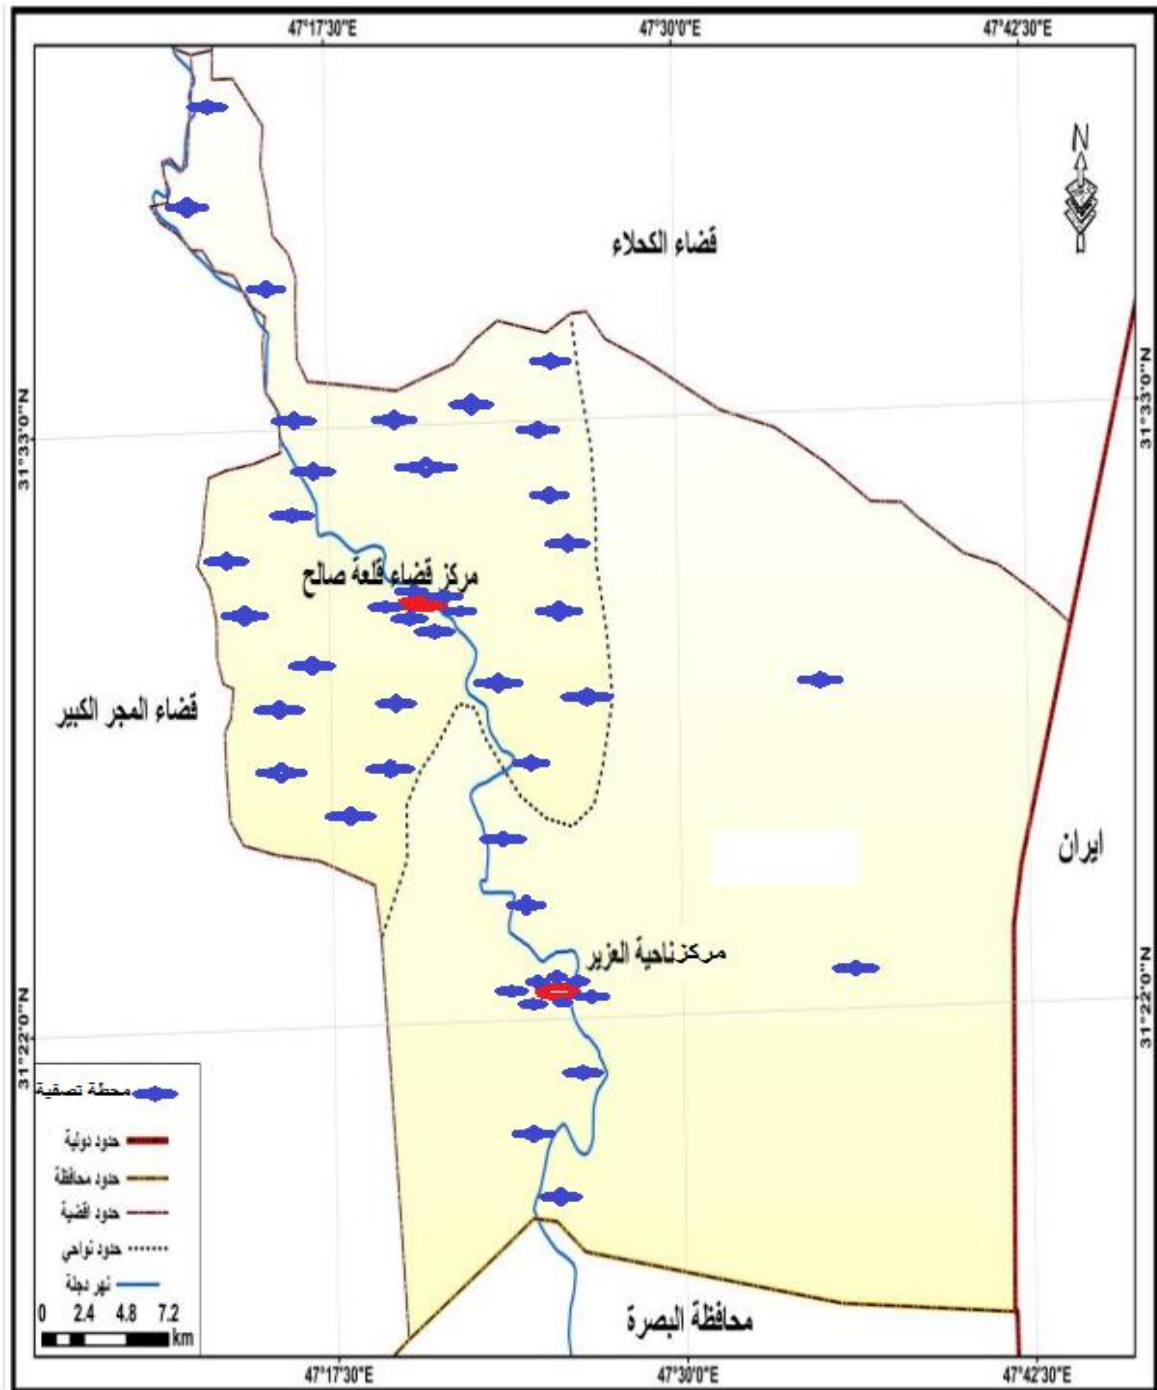 47°17'30"E
47°30'0"E
47°42'30"E
قضاء الكحلاء
31°33'0"N
31°33'0"N
مركز قضاء قلعة صالح
قضاء المجر الكبير
ايران
مركز ناحية العزير
31°22'0"N
31°22'0"N
محطة تصفية
حدود دولية
حدود محافظة
حدود اقضية
حدود نواحي
نهر دجلة
0 2.4 4.8 7.2
km
محافظة البصرة
47°17'30"E
47°30'0"E
47°42'30"E
N